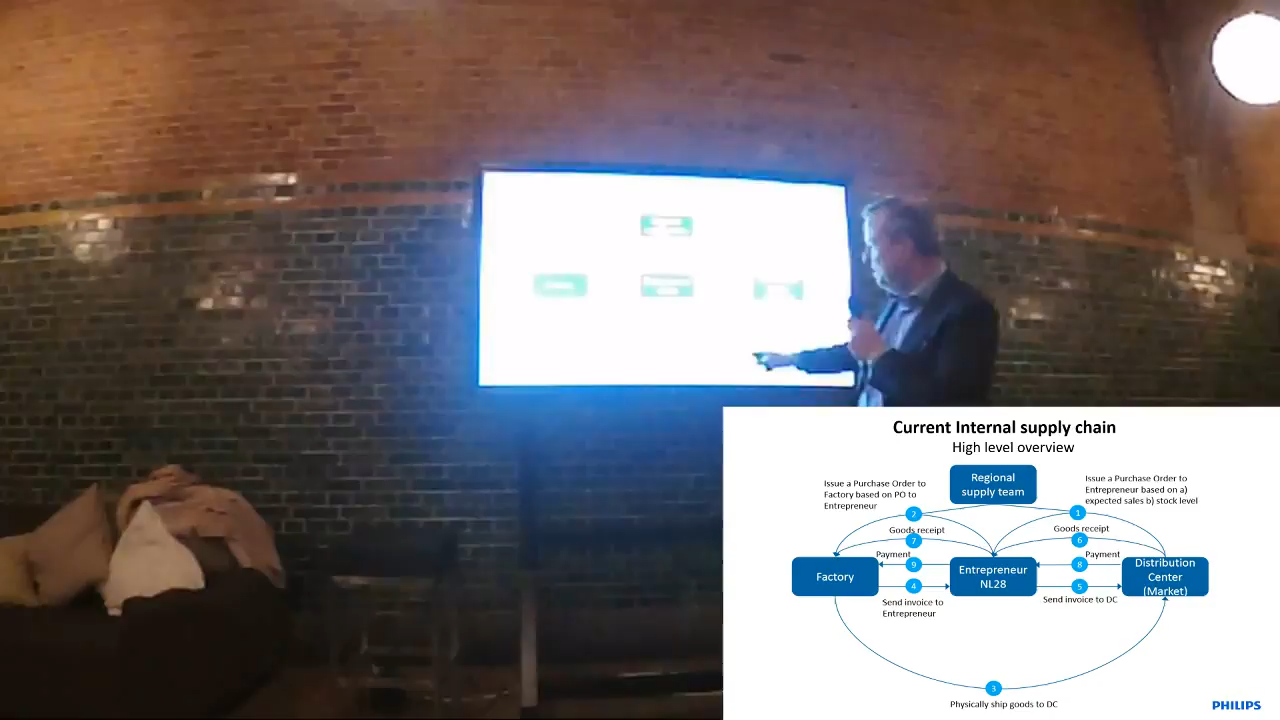 Current Internal supply chain
High level overview
Regional
supply team
Issue a Purchase Order to
Factory based on PO to
Entrepreneur
Issue a Purchase Order to
Entrepreneur based on a)
expected sales b) stock level
2
1
Goods receipt
Goods receipt
7
6
Payment
Payment
9
8
Factory
Entrepreneur
NL28
Distribution
Center
(Market)
4
5
Send invoice to
Entrepreneur
Send invoice to DC
3
Physically ship goods to DC
PHILIPS